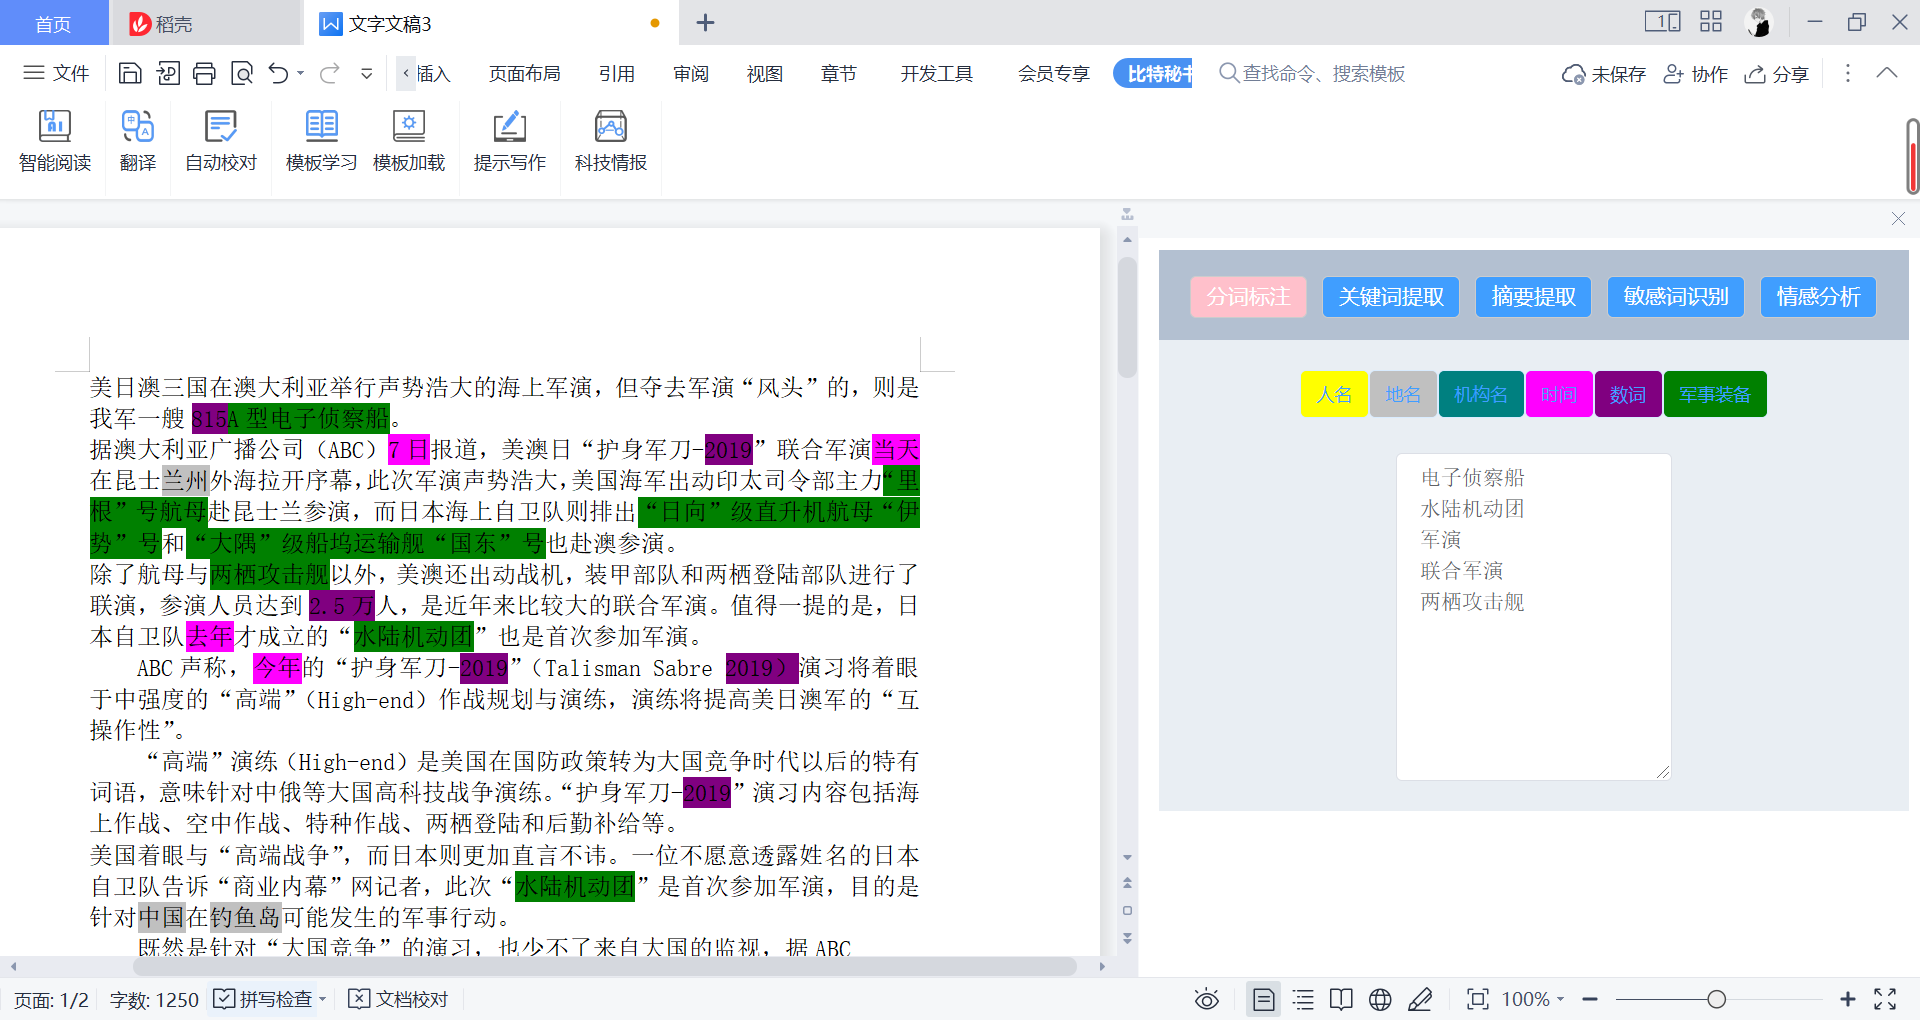 首页
稻壳
文字文稿3
文件
插入
页面布局
引用
审阅
视图
章节
开发工具
会员专享
比特秘书
查找命令、搜索模板
未保存
协作
分享
智能阅读
翻译
自动校对
模板学习
模板加载
提示写作
科技情报
美日澳三国在澳大利亚举行声势浩大的海上军演，但夺去军演“风头”的，则是
我军一艘 815A 型电子侦察船。
据澳大利亚广播公司（ABC）7 日报道，美澳日“护身军刀-2019”联合军演当天
在昆士兰州外海拉开序幕，此次军演声势浩大，美国海军出动印太司令部主力“里
根”号航母赴昆士兰参演，而日本海上自卫队则排出“日向”级直升机航母“伊
势”号和“大隅”级船坞运输舰“国东”号也赴澳参演。
除了航母与两栖攻击舰以外，美澳还出动战机，装甲部队和两栖登陆部队进行了
联演，参演人员达到 2.5 万人，是近年来比较大的联合军演。值得一提的是，日
本自卫队去年才成立的“水陆机动团”也是首次参加军演。
ABC 声称，今年的“护身军刀-2019”（Talisman Sabre 2019）演习将着眼
于中强度的“高端”（High-end）作战规划与演练，演练将提高美日澳军的“互
操作性”。
“高端”演练（High-end）是美国在国防政策转为大国竞争时代以后的特有
词语，意味针对中俄等大国高科技战争演练。“护身军刀-2019”演习内容包括海
上作战、空中作战、特种作战、两栖登陆和后勤补给等。
美国着眼与“高端战争”，而日本则更加直言不讳。一位不愿意透露姓名的日本
自卫队告诉“商业内幕”网记者，此次“水陆机动团”是首次参加军演，目的是
针对中国在钓鱼岛可能发生的军事行动。
既然是针对“大国竞争”的演习，也少不了来自大国的监视，据 ABC
分词标注
关键词提取
摘要提取
敏感词识别
情感分析
人名
地名
机构名
时间
数词
军事装备
电子侦察船
水陆机动团
军演
联合军演
两栖攻击舰
页面: 1/2
字数: 1250
拼写检查
文档校对
100%